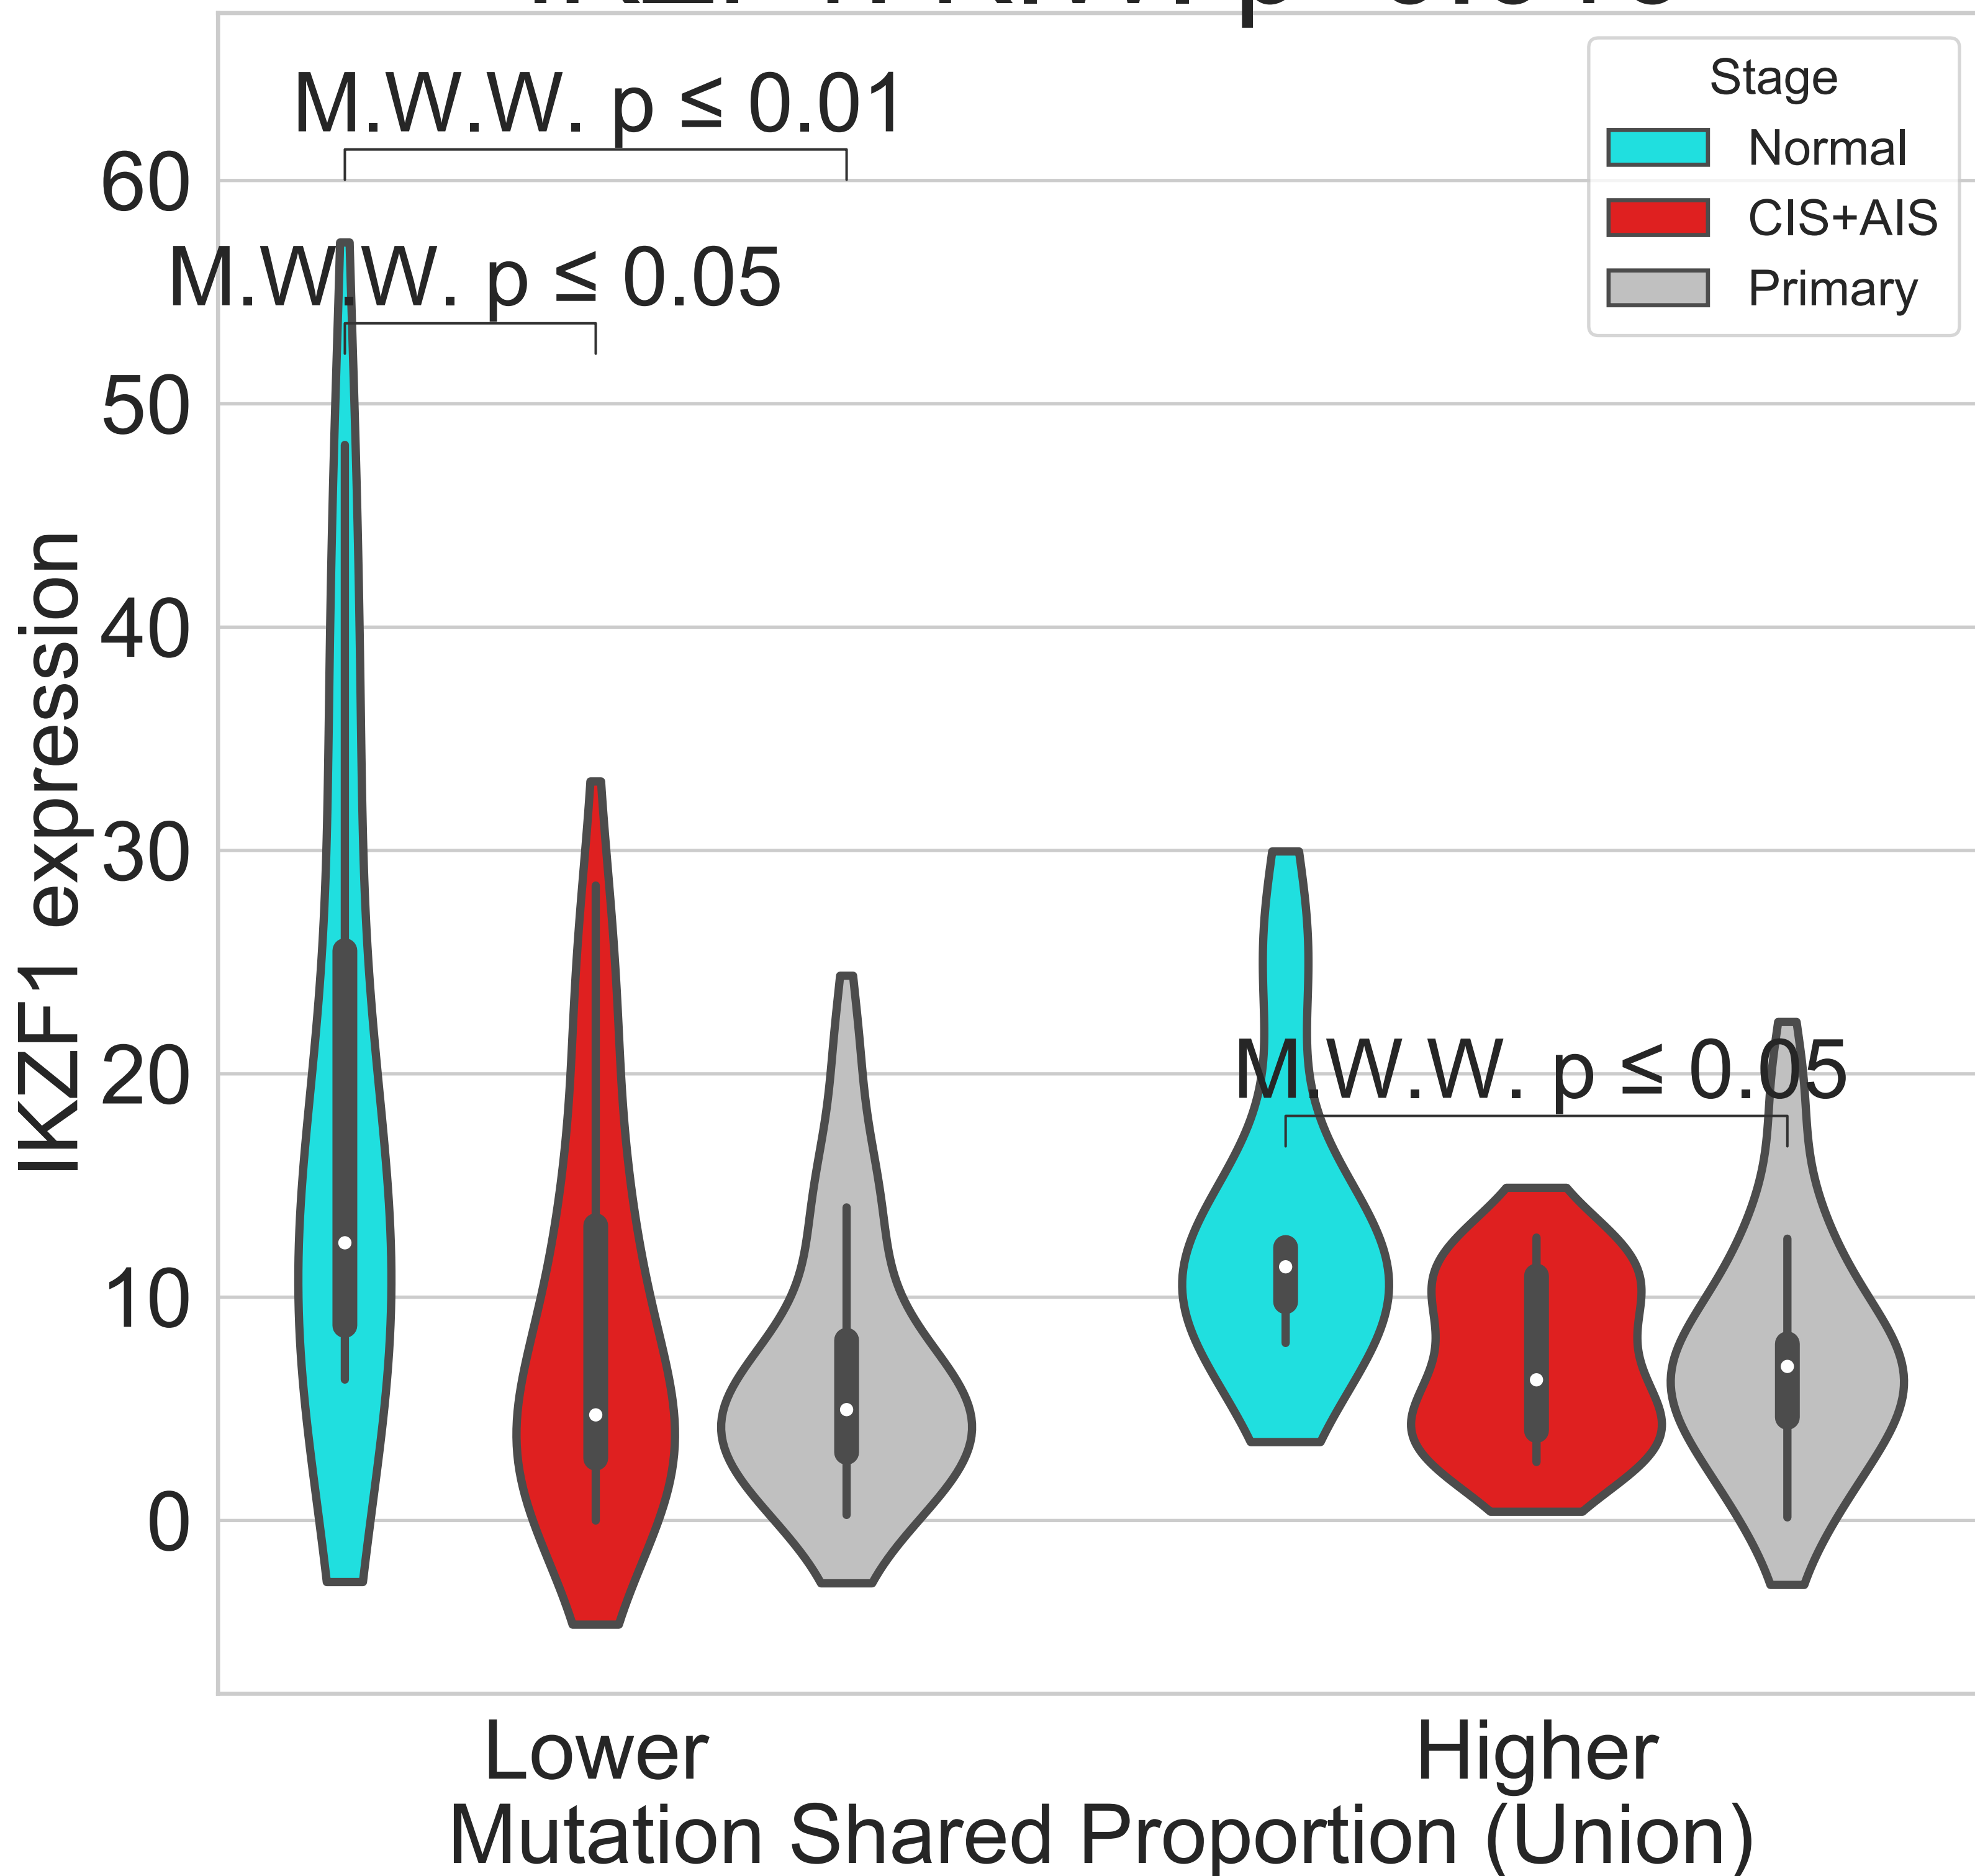 M.W.W. p ≤ 0.01
M.W.W. p ≤ 0.05
M.W.W. p ≤ 0.05
Stage
Normal
CIS+AIS
Primary
60
50
40
30
20
10
0
IKZF1 expression
Lower
Higher
Mutation Shared Proportion (Union)